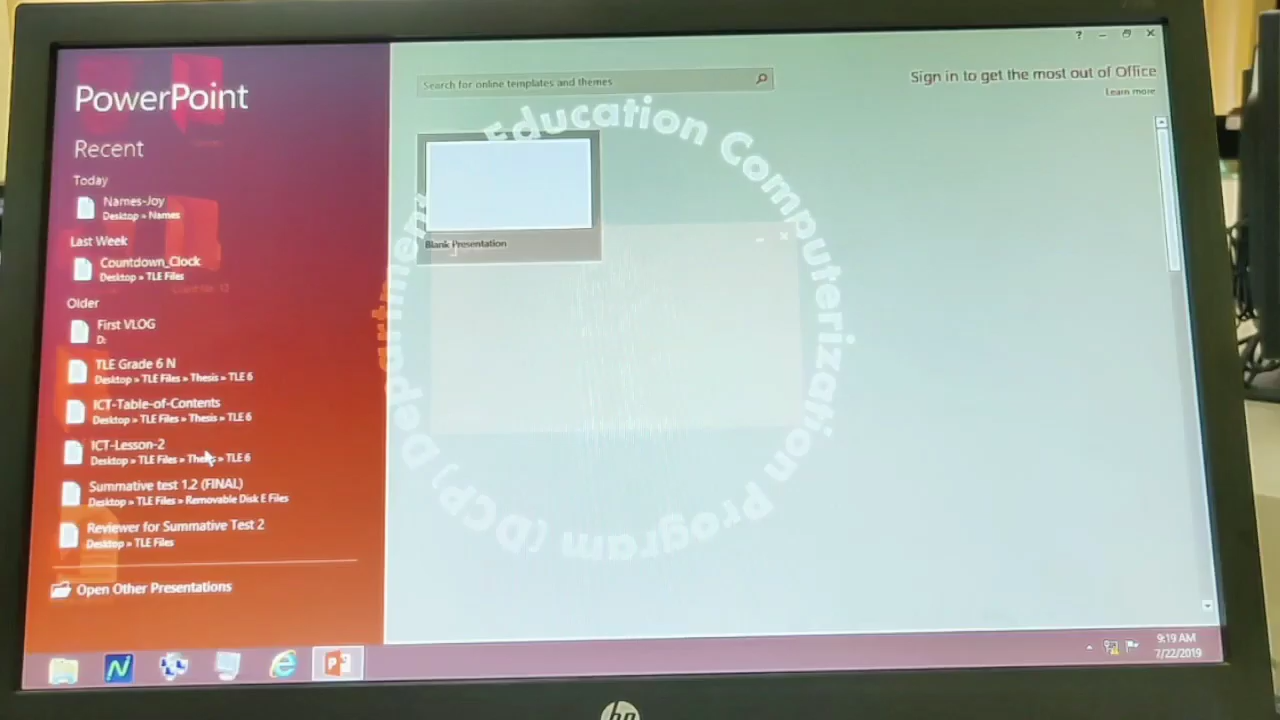 PowerPoint
Recent
Today
Names-Joy
Desktop » Names
Last Week
Countdown_Clock
Desktop » TLE Files
Older
First VLOG
D:
TLE Grade 6 N
Desktop » TLE Files » Thesis » TLE 6
ICT-Table-of-Contents
Desktop » TLE Files » Thesis » TLE 6
ICT-Lesson-2
Desktop » TLE Files » Thesis » TLE 6
Summative test 1.2 (FINAL)
Desktop » TLE Files » Removable Disk E Files
Reviewer for Summative Test 2
Desktop » TLE Files
Open Other Presentations
Search for online templates and themes
Sign in to get the most out of Office
Learn more
Blank Presentation
Education Computerization Program (DCP) Department
?
9:19 AM
7/22/2019
hp